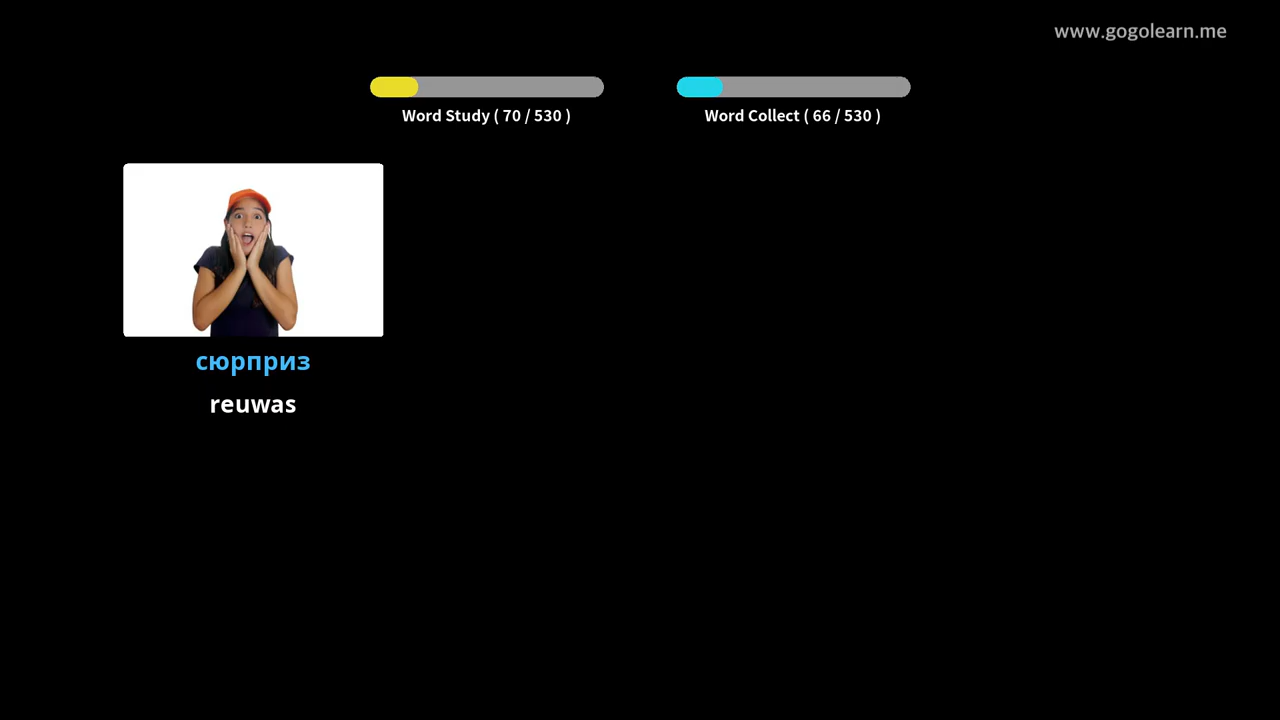 www.gogolearn.me
Word Study ( 70 / 530 )
Word Collect ( 66 / 530 )
сюрприз
reuwas